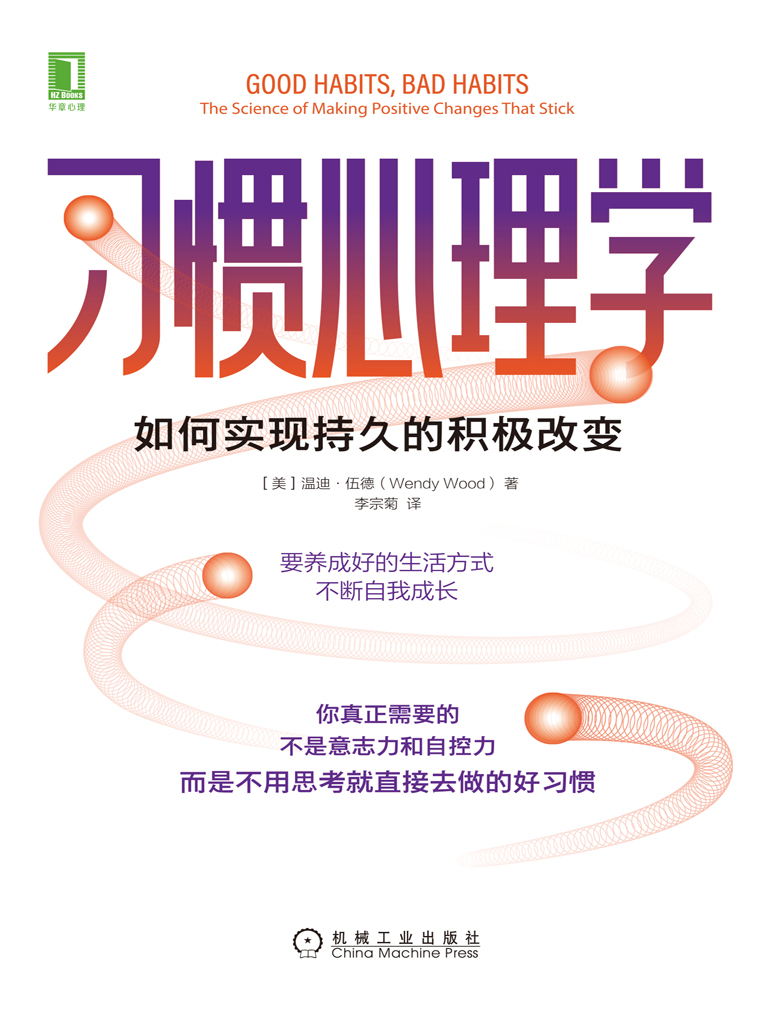 HZ BOOKS
华章心理
GOOD HABITS, BAD HABITS
The Science of Making Positive Changes That Stick
习惯心理学
如何实现持久的积极改变
[ 美 ] 温迪·伍德（Wendy Wood）著
李宗菊 译
要养成好的生活方式
不断自我成长
你真正需要的
不是意志力和自控力
而是不用思考就直接去做的好习惯
机械工业出版社
China Machine Press